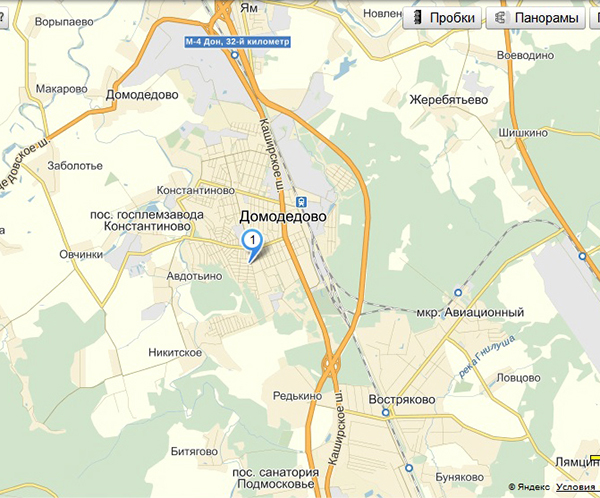 ?
Ям
Новлен
Пробки
Панорамы
Ворыпаево
М-4 Дон, 32-й километр
Воеводино
Макарово
Домодедово
Жеребятьево
Каширское ш.
Шишкино
едовское ш.
Заболотье
Константиново
пос. госплемзавода
Константиново
Домодедово
1
Овчинки
Авдотьино
мкр. Авиационный
Никитское
река Гнилуша
Ловцово
Редькино
Востряково
Каширское ш.
Битягово
пос. санатория
Подмосковье
Буняково
Лямцин
© Яндекс Условия